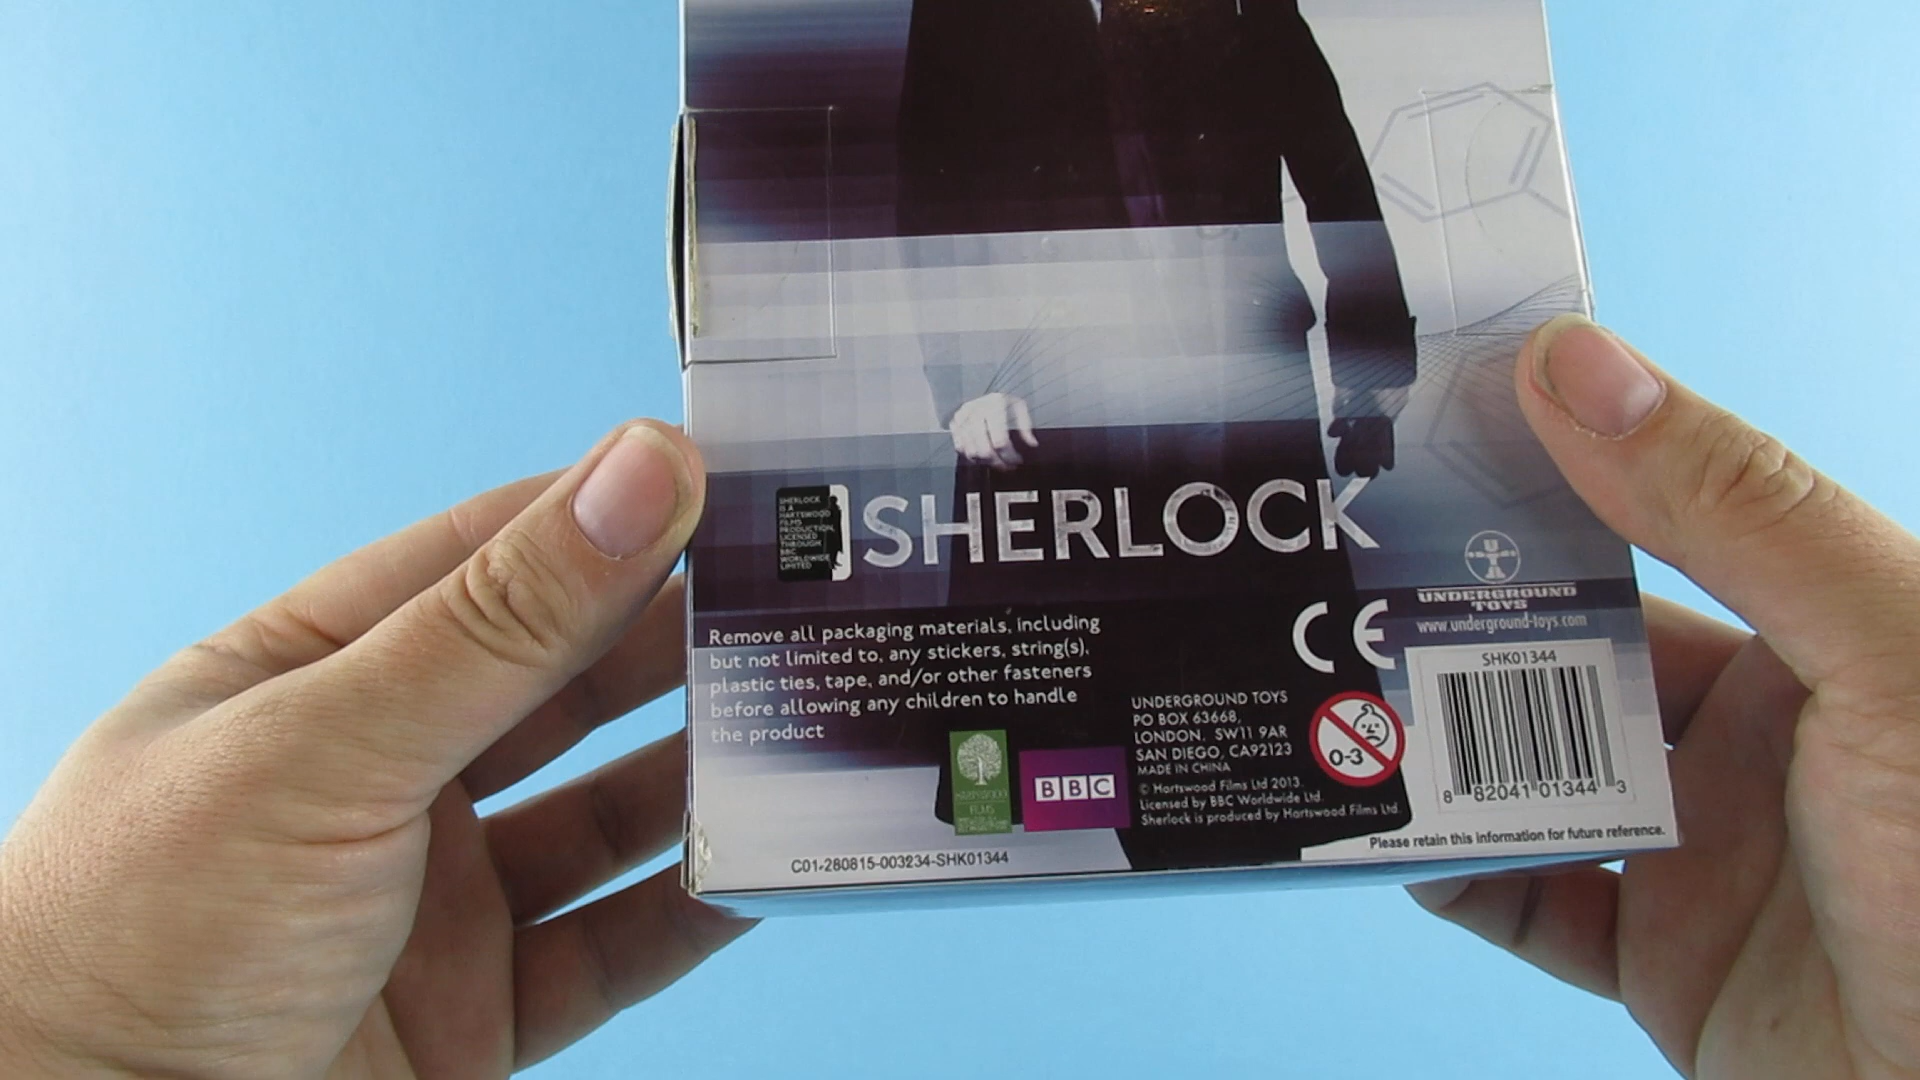 SHERLOCK
IS A
HARTSWOOD
FILMS
PRODUCTION,
LICENSED
THROUGH
BBC
WORLDWIDE
LIMITED
SHERLOCK
UNDERGROUND
TOYS
www.underground-toys.com
CE
Remove all packaging materials, including
but not limited to, any stickers, string(s),
plastic ties, tape, and/or other fasteners
before allowing any children to handle
the product
HARTSWOOD
FILMS
BBC
UNDERGROUND TOYS
PO BOX 63668,
LONDON, SW11 9AR
SAN DIEGO, CA92123
MADE IN CHINA
© Hartswood Films Ltd 2013.
Licensed by BBC Worldwide Ltd.
Sherlock is produced by Hartswood Films Ltd.
0-3
SHK01344
8 82041 01344 3
Please retain this information for future reference.
C01-280815-003234-SHK01344